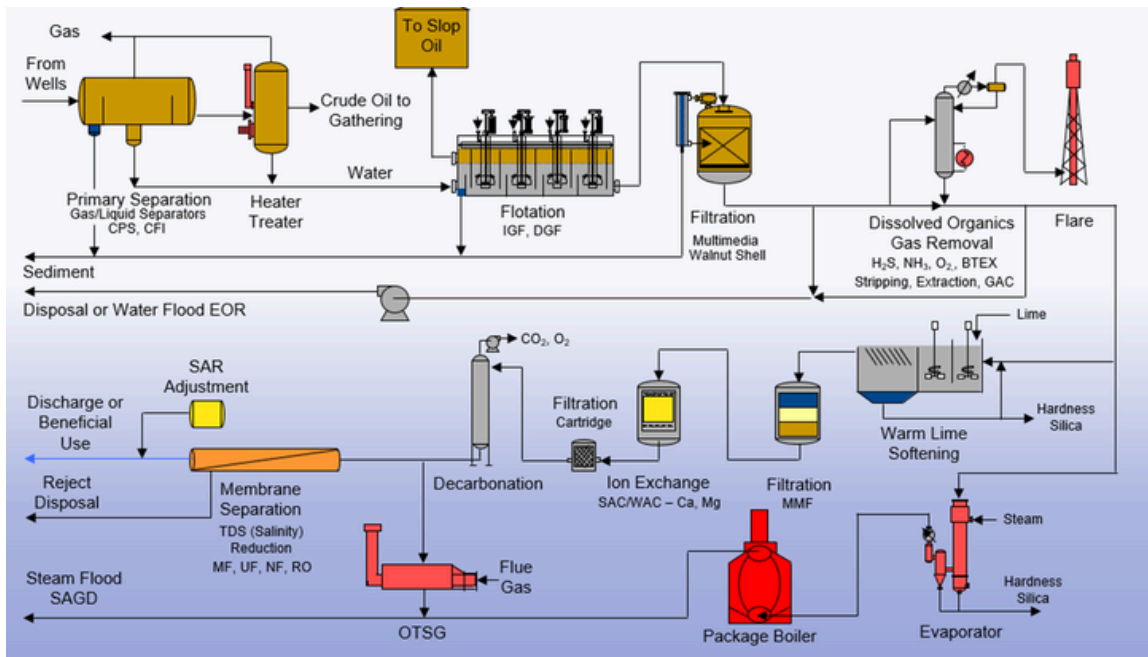 Gas
To Slop
Oil
From
Wells
Crude Oil to
Gathering
Water
Primary Separation
Gas/Liquid Separators
CPS, CFI
Heater
Treater
Flotation
IGF, DGF
Filtration
Multimedia
Walnut Shell
Dissolved Organics
Gas Removal
H₂S, NH₃, O₂, BTEX
Stripping, Extraction, GAC
Flare
Sediment
Disposal or Water Flood EOR
CO₂, O₂
Lime
SAR
Adjustment
Discharge or
Beneficial
Use
Filtration
Cartridge
Hardness
Silica
Warm Lime
Softening
Reject
Disposal
Membrane
Separation
TDS (Salinity)
Reduction
MF, UF, NF, RO
Decarbonation
Ion Exchange
SAC/WAC – Ca, Mg
Filtration
MMF
Steam
Steam Flood
SAGD
Flue
Gas
Hardness
Silica
OTSG
Package Boiler
Evaporator